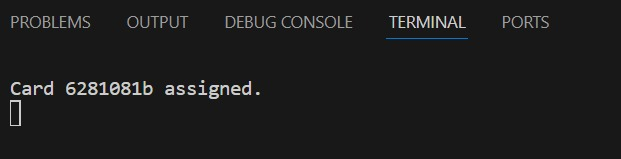 PROBLEMS OUTPUT DEBUG CONSOLE TERMINAL PORTS
Card 6281081b assigned.